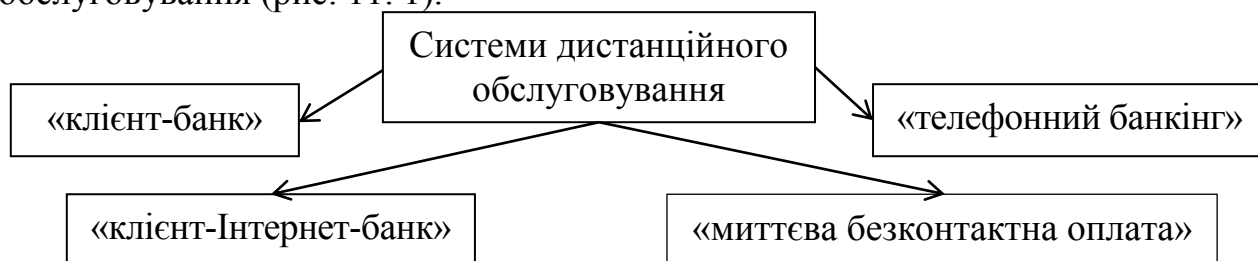 обслуговування (рис. 11. 1).
Системи дистанційного
обслуговування
«клієнт-банк»
«телефонний банкінг»
«клієнт-Інтернет-банк»
«миттєва безконтактна оплата»